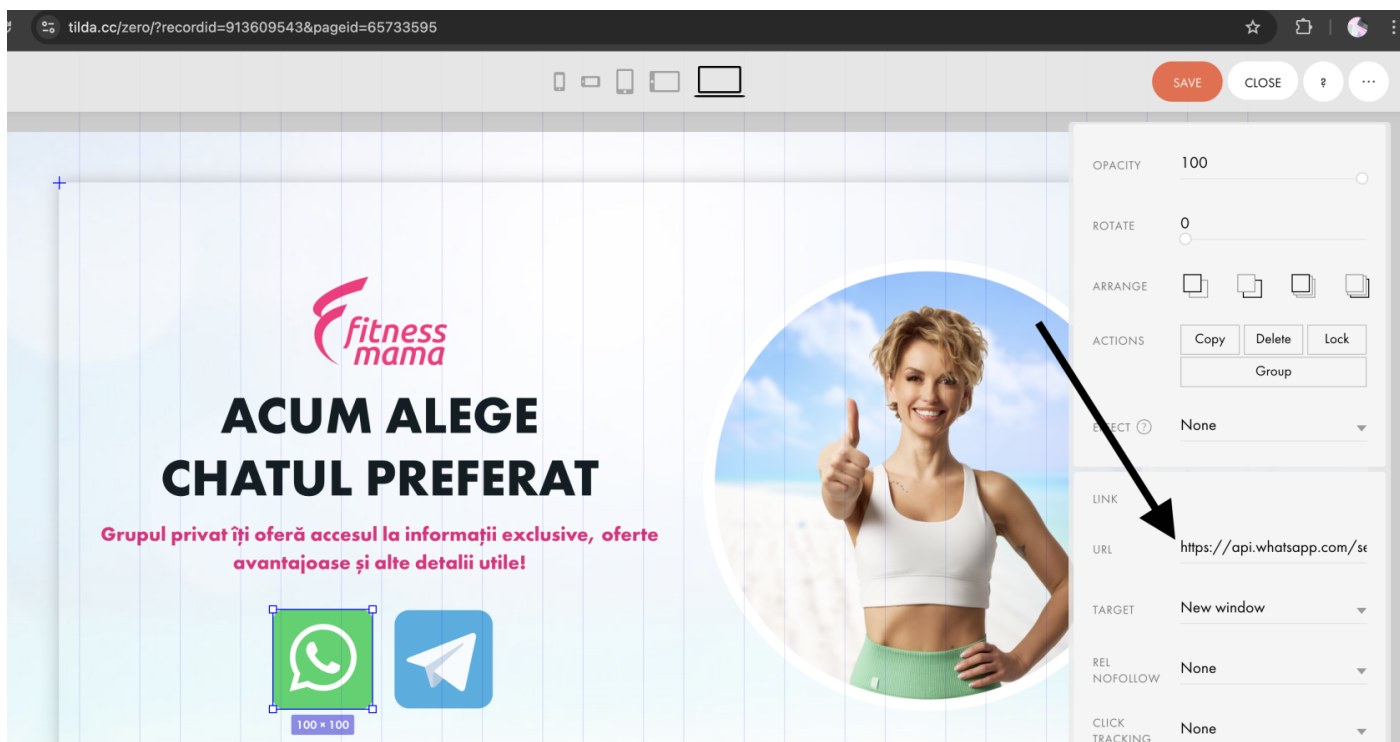 tilda.cc/zero/?recordid=913609543&pageid=65733595
SAVE
CLOSE
?
...
OPACITY
100
ROTATE
0
ARRANGE
ACTIONS
Copy
Delete
Lock
Group
EFFECT ?
None
fitness
mama
ACUM ALEGE
CHATUL PREFERAT
Grupul privat îți oferă accesul la informații exclusive, oferte
avantajoase și alte detalii utile!
100 × 100
LINK
URL
https://api.whatsapp.com/se
TARGET
New window
REL
NOFOLLOW
None
CLICK
TRACKING
None